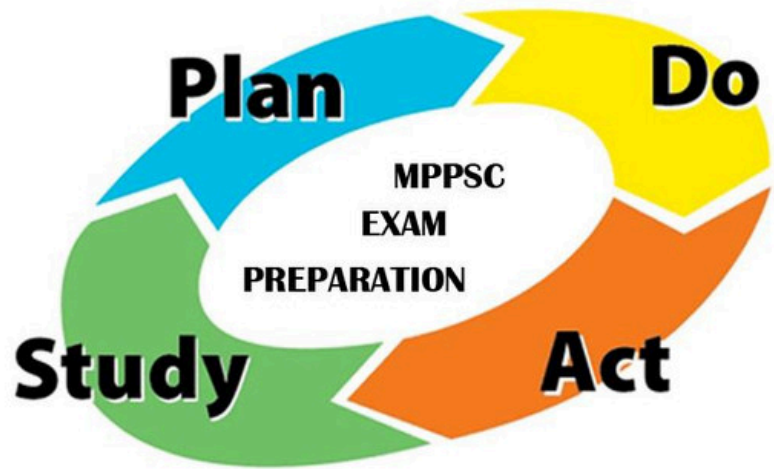 Plan
Do
MPPSC
EXAM
PREPARATION
Study
Act